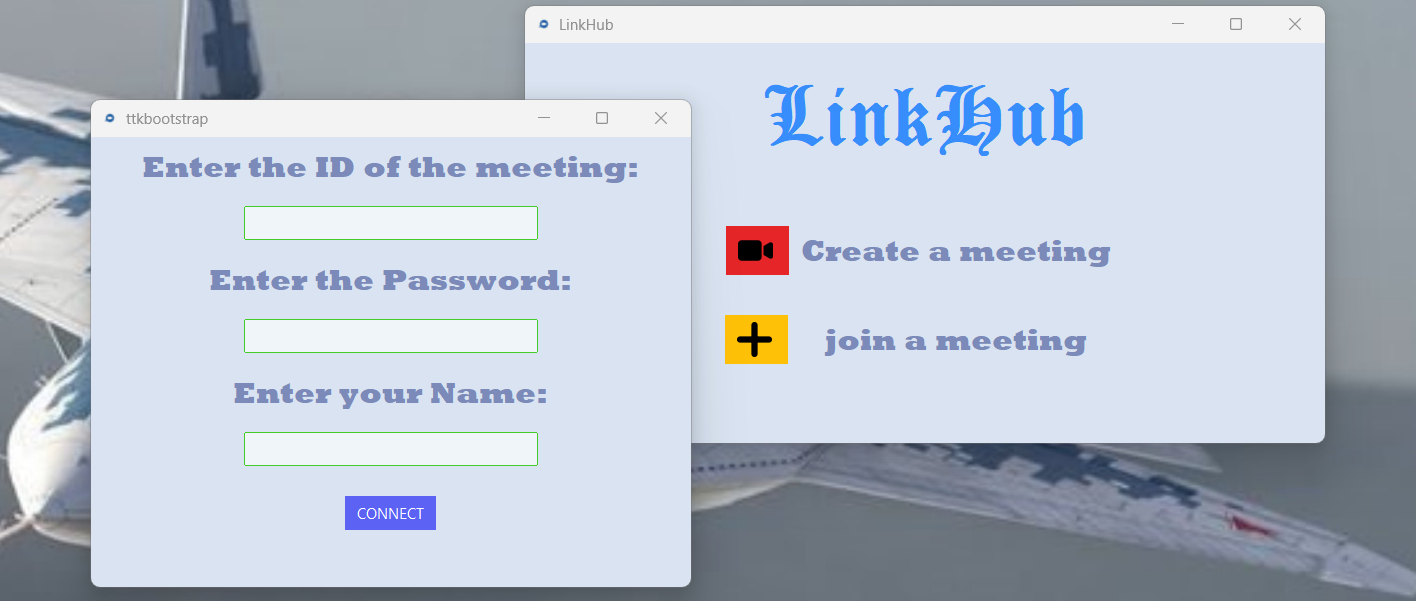 LinkHub
LinkHub
Create a meeting
join a meeting
ttkbootstrap
Enter the ID of the meeting:
Enter the Password:
Enter your Name:
CONNECT